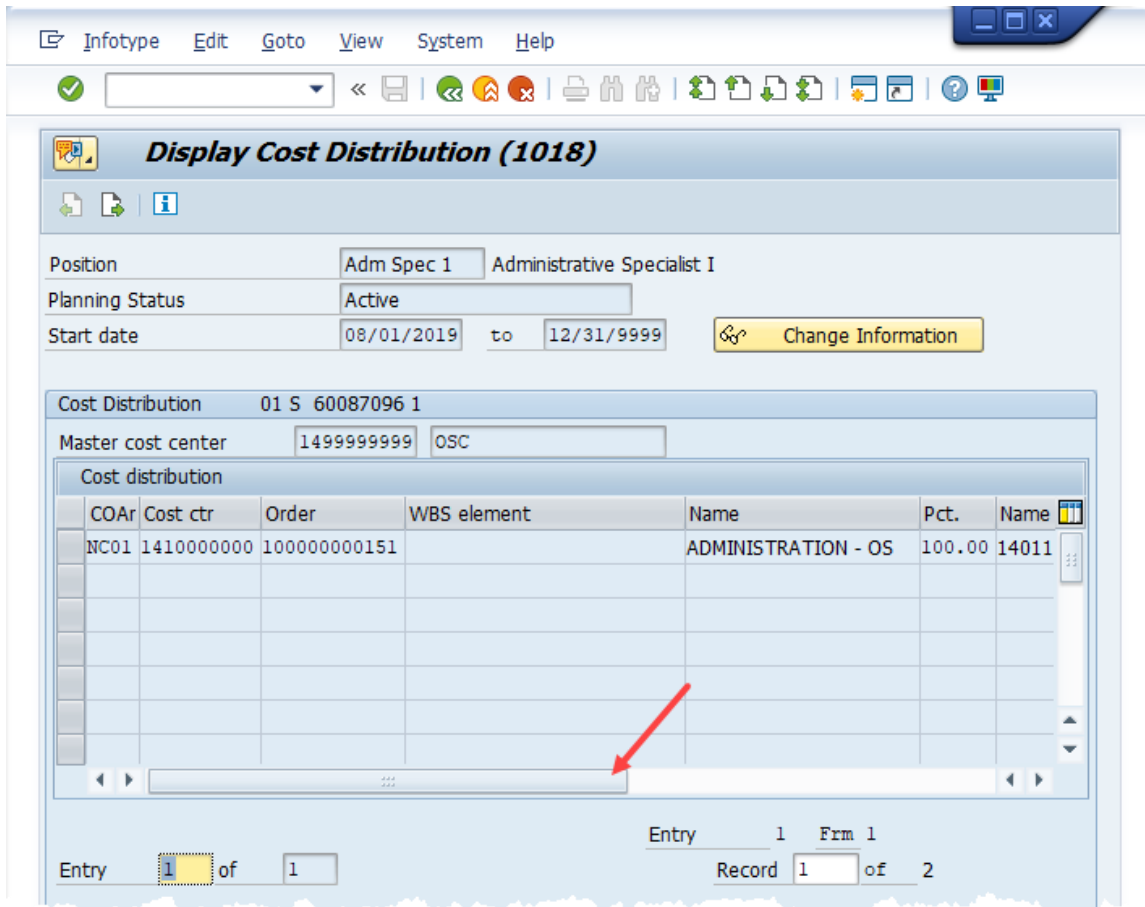 Infotype Edit Goto View System Help
Display Cost Distribution (1018)
Position Adm Spec 1 Administrative Specialist I
Planning Status Active
Start date 08/01/2019 to 12/31/9999 Change Information
Cost Distribution 01 S 60087096 1
Master cost center 1499999999 OSC
Cost distribution
COAr Cost ctr Order WBS element Name Pct. Name
NC01 1410000000 100000000151 ADMINISTRATION - OS 100.00 14011
Entry 1 Frm 1
Entry 1 of 1 Record 1 of 2